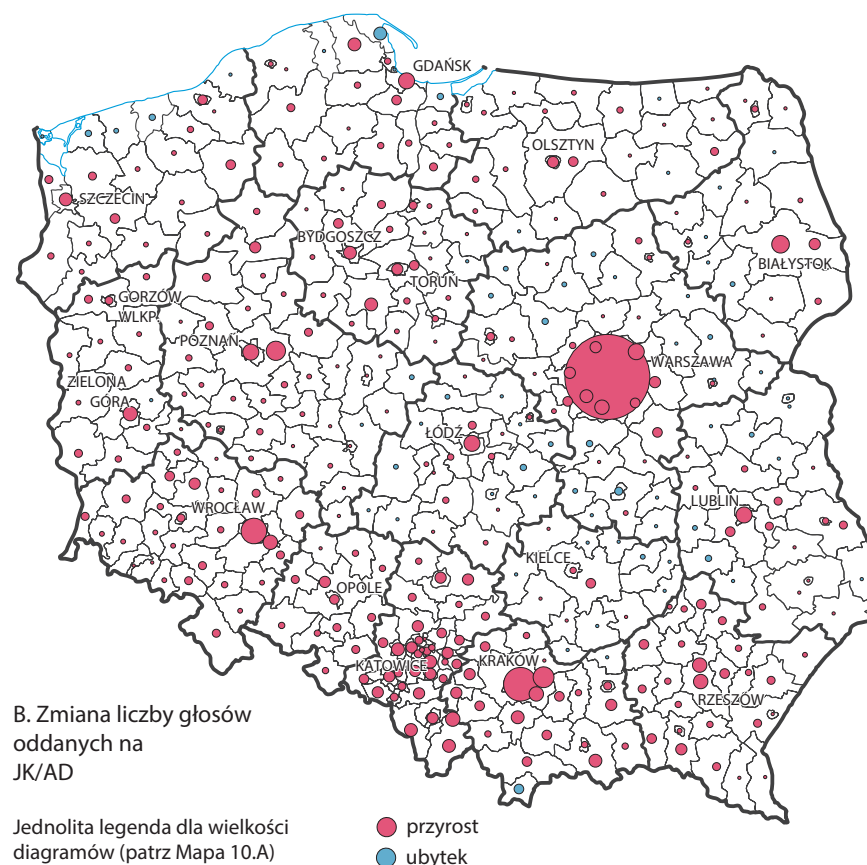 GDAŃSK
OLSZTYN
SZCZECIN
BYDGOSZCZ
BIAŁYSTOK
TORUŃ
GORZÓW
WLKP.
POZNAŃ
WARSZAWA
ZIELONA
GÓRA
ŁÓDŹ
WROCŁAW
LUBLIN
KIELCE
OPOLE
KATOWICE
KRAKÓW
RZESZÓW
B. Zmiana liczby głosów
oddanych na
JK/AD
Jednolita legenda dla wielkości
diagramów (patrz Mapa 10.A)
przyrost
ubytek